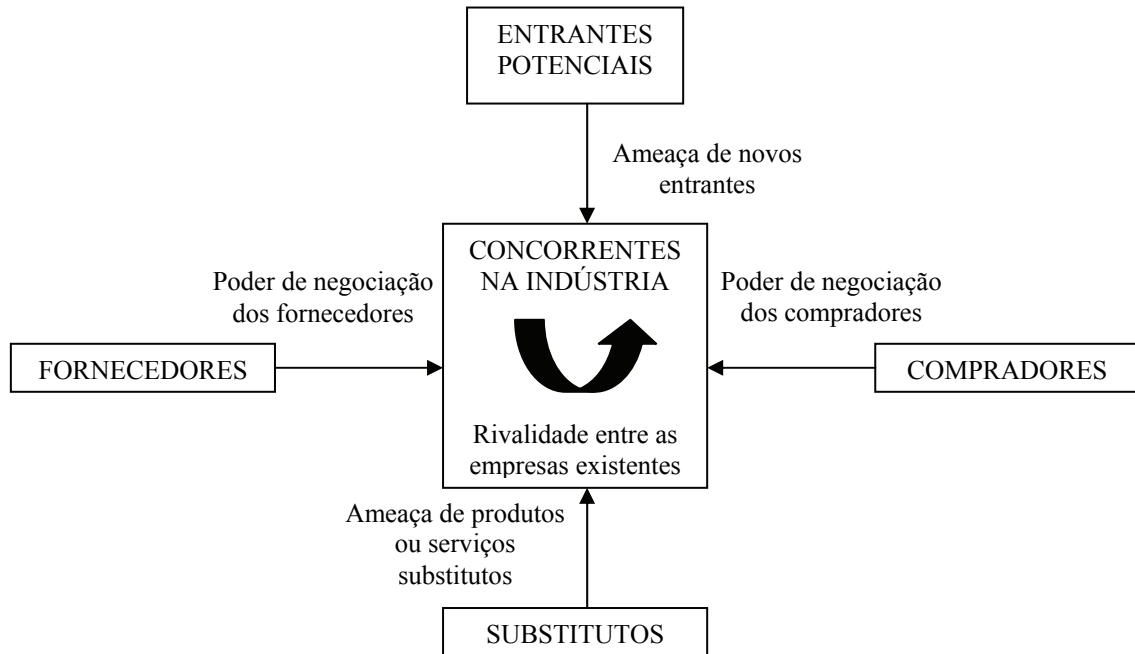 ENTRANTES
POTENCIAIS
Ameaça de novos
entrantes
CONCORRENTES
NA INDÚSTRIA
Poder de negociação
dos fornecedores
Poder de negociação
dos compradores
FORNECEDORES
COMPRADORES
Rivalidade entre as
empresas existentes
Ameaça de produtos
ou serviços
substitutos
SUBSTITUTOS